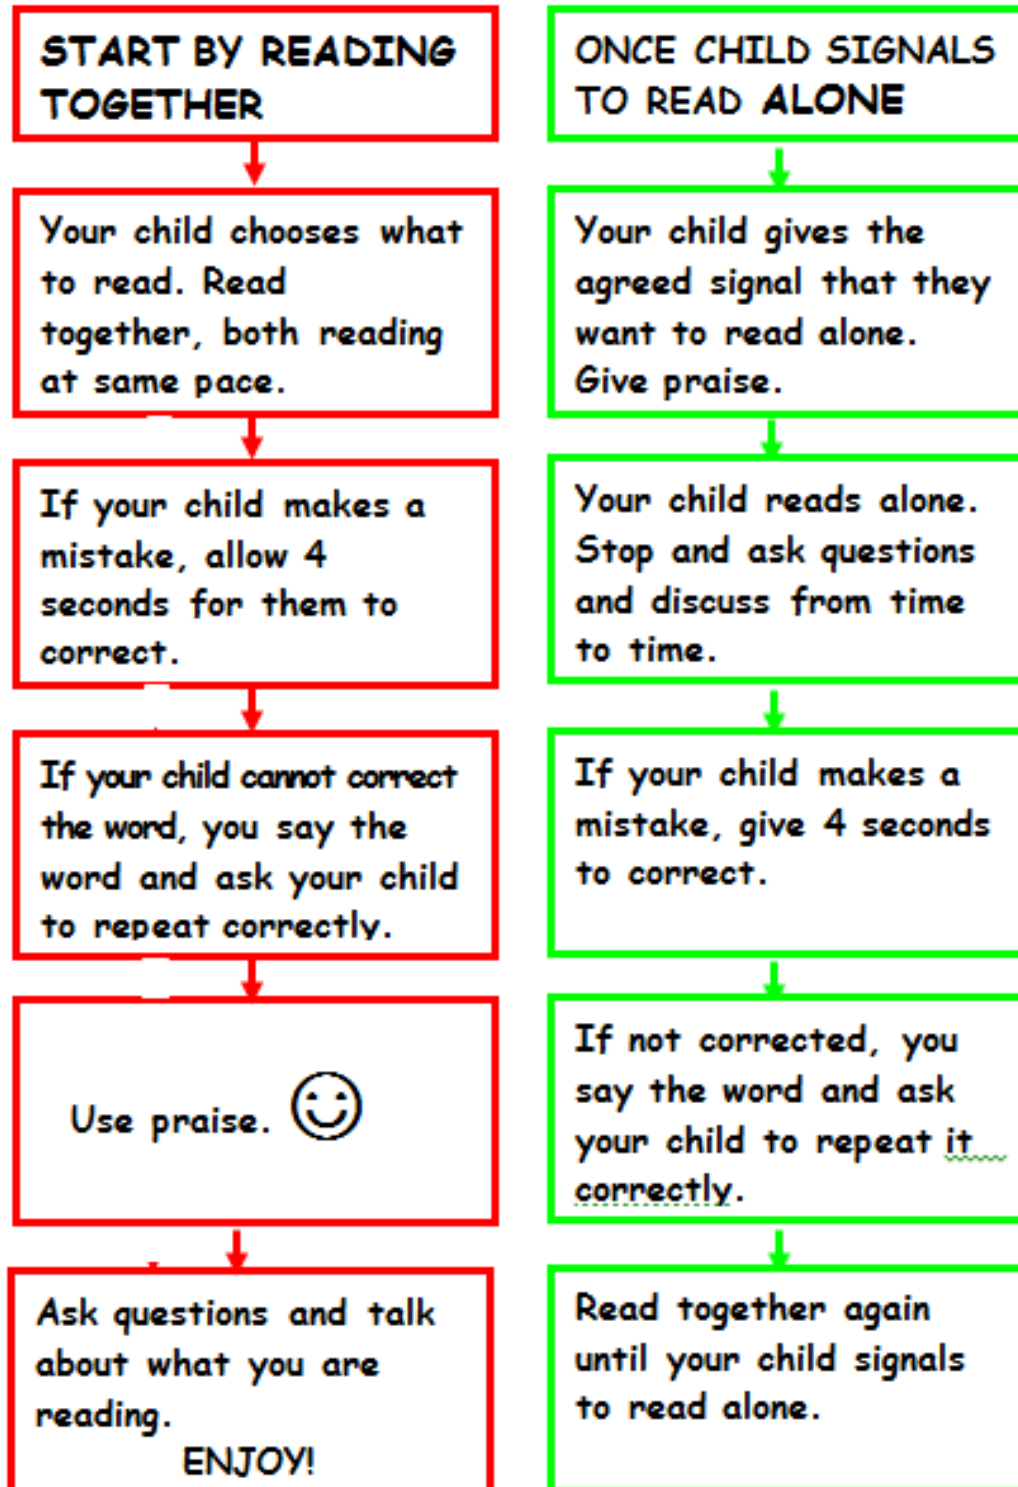 START BY READING
TOGETHER
Your child chooses what
to read. Read
together, both reading
at same pace.
If your child makes a
mistake, allow 4
seconds for them to
correct.
If your child cannot correct
the word, you say the
word and ask your child
to repeat correctly.
Use praise.
Ask questions and talk
about what you are
reading.
ENJOY!
ONCE CHILD SIGNALS
TO READ ALONE
Your child gives the
agreed signal that they
want to read alone.
Give praise.
Your child reads alone.
Stop and ask questions
and discuss from time
to time.
If your child makes a
mistake, give 4 seconds
to correct.
If not corrected, you
say the word and ask
your child to repeat it
correctly.
Read together again
until your child signals
to read alone.